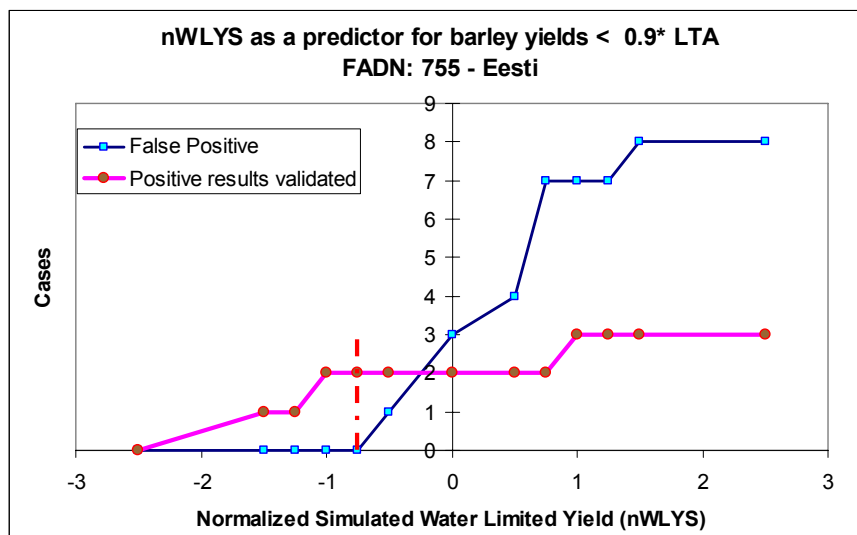 nWLYS as a predictor for barley yields < 0.9* LTA
FADN: 755 - Eesti
False Positive
Positive results validated
Cases
9
8
7
6
5
4
3
2
1
0
-3
-2
-1
0
1
2
3
Normalized Simulated Water Limited Yield (nWLYS)